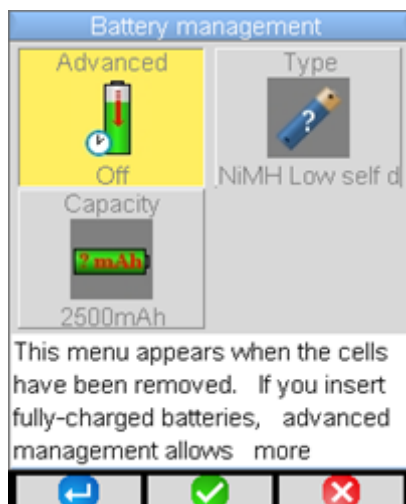 Battery management
Advanced
Type
?
Off
NiMH Low self d
Capacity
? mAh
2500mAh
This menu appears when the cells
have been removed. If you insert
fully-charged batteries, advanced
management allows more